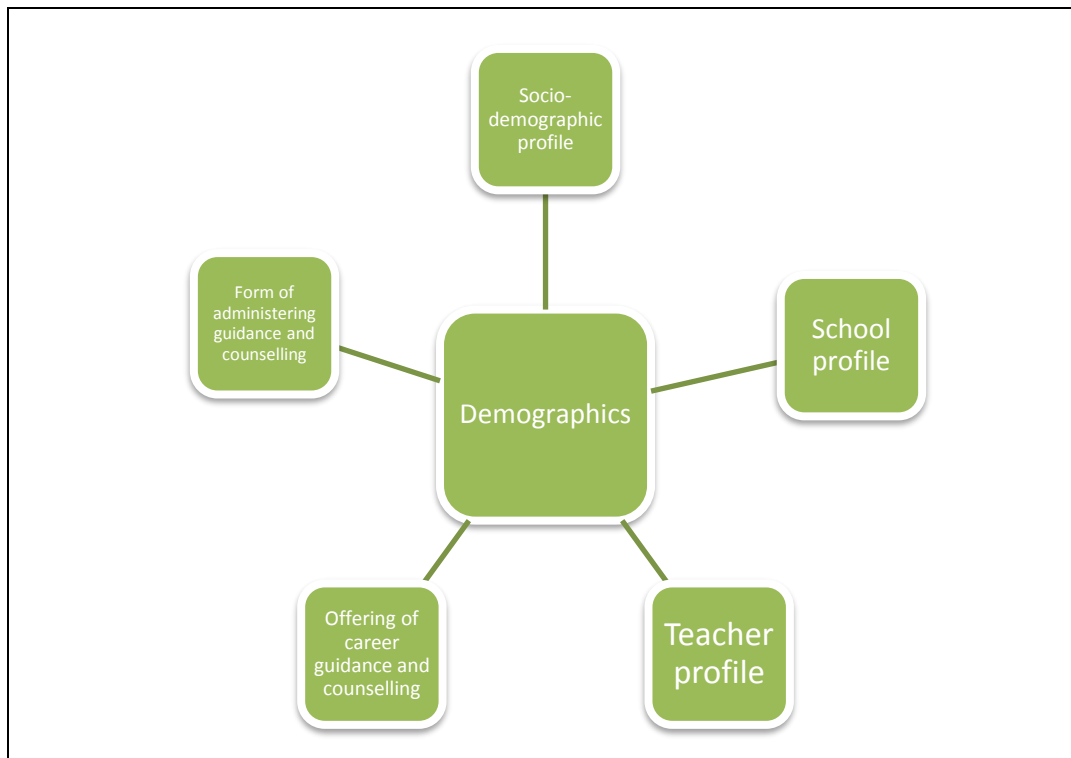 Socio-
demographic
profile
School
profile
Teacher
profile
Offering of
career
guidance and
counselling
Form of
administering
guidance and
counselling
Demographics